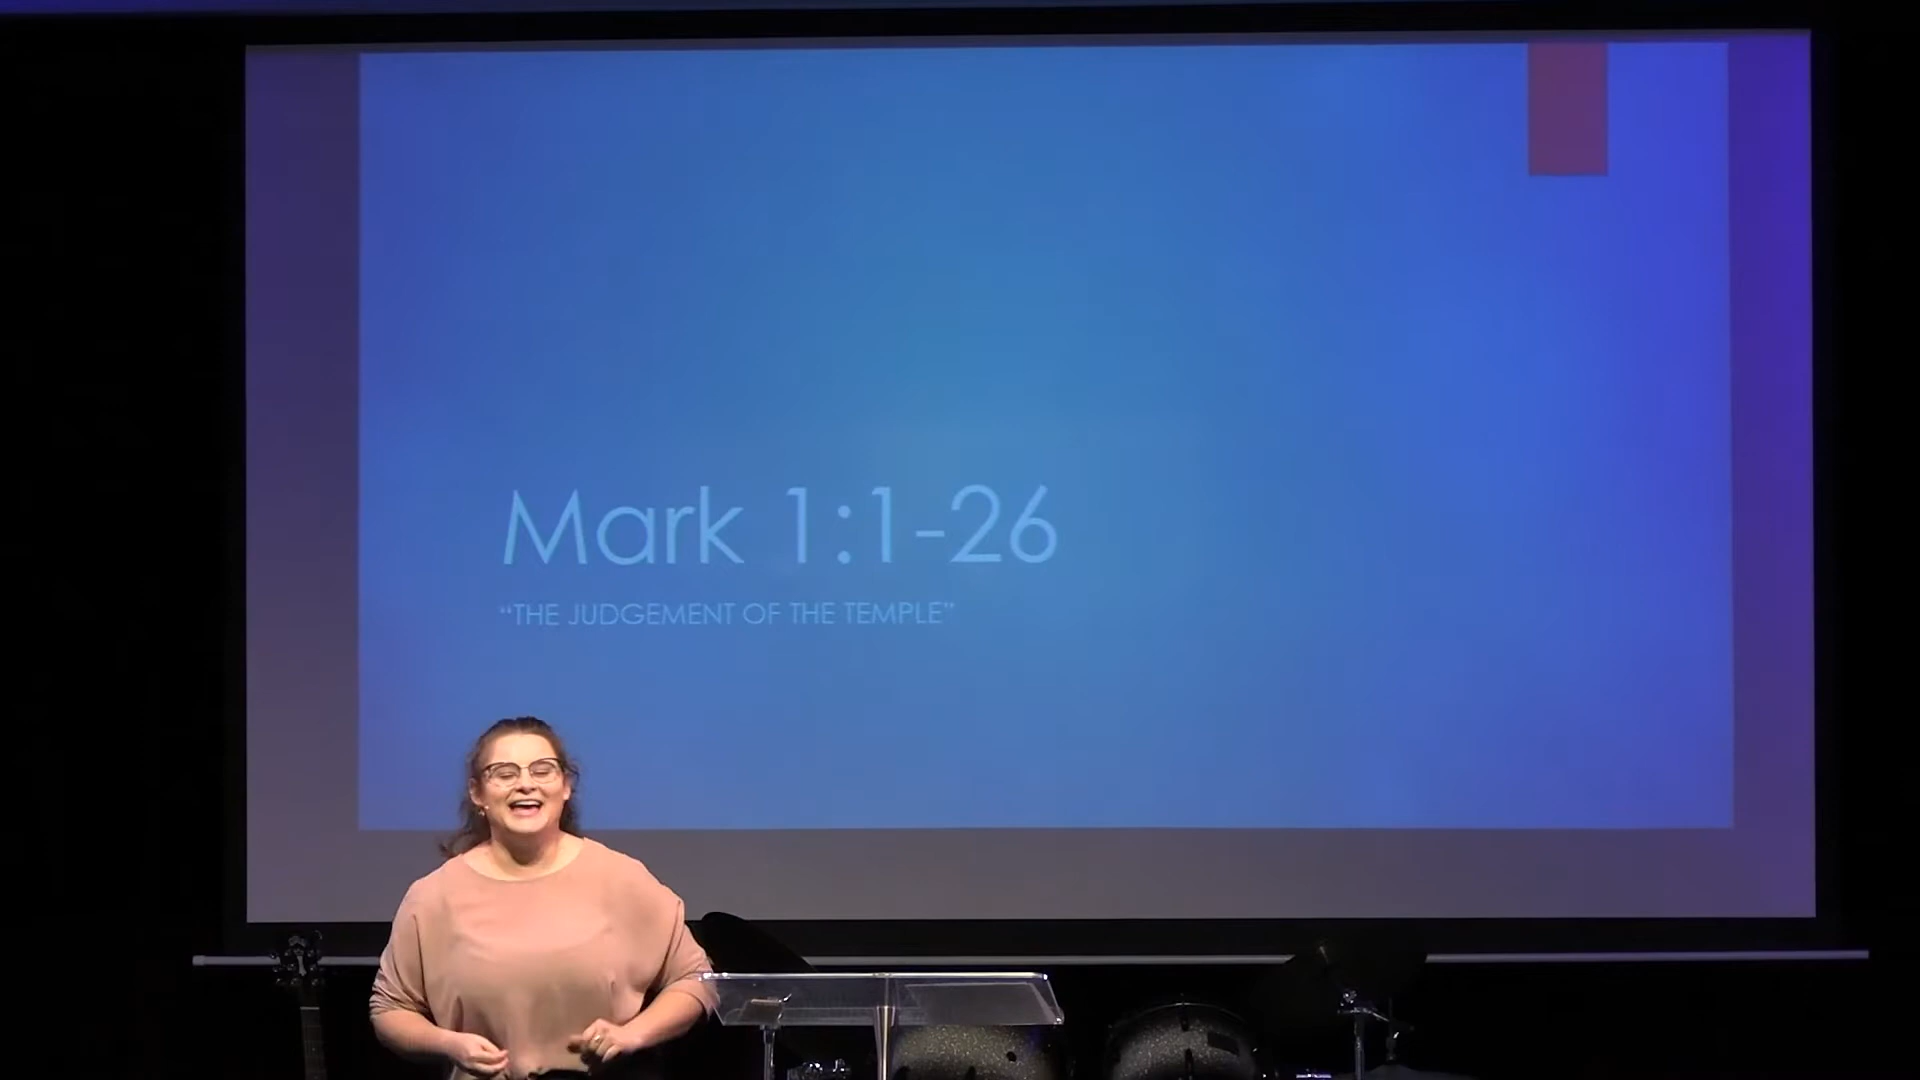 Mark 1:1-26
“THE JUDGEMENT OF THE TEMPLE”